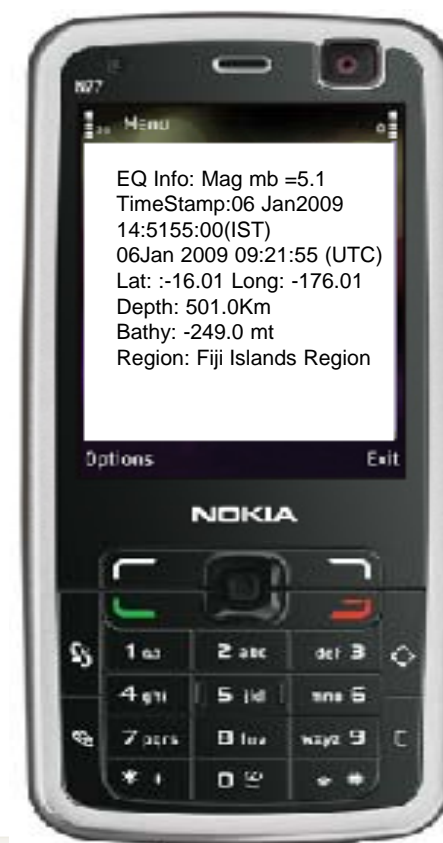 N77
Menu
EQ Info: Mag mb =5.1
TimeStamp:06 Jan2009
14:5155:00(IST)
06Jan 2009 09:21:55 (UTC)
Lat: :-16.01 Long: -176.01
Depth: 501.0Km
Bathy: -249.0 mt
Region: Fiji Islands Region
Options Exit
NOKIA
1 2 abc def 3
4 ghi 5 jkl mno 6
7 pqrs 8 tuv wxyz 9 C
* + 0 #